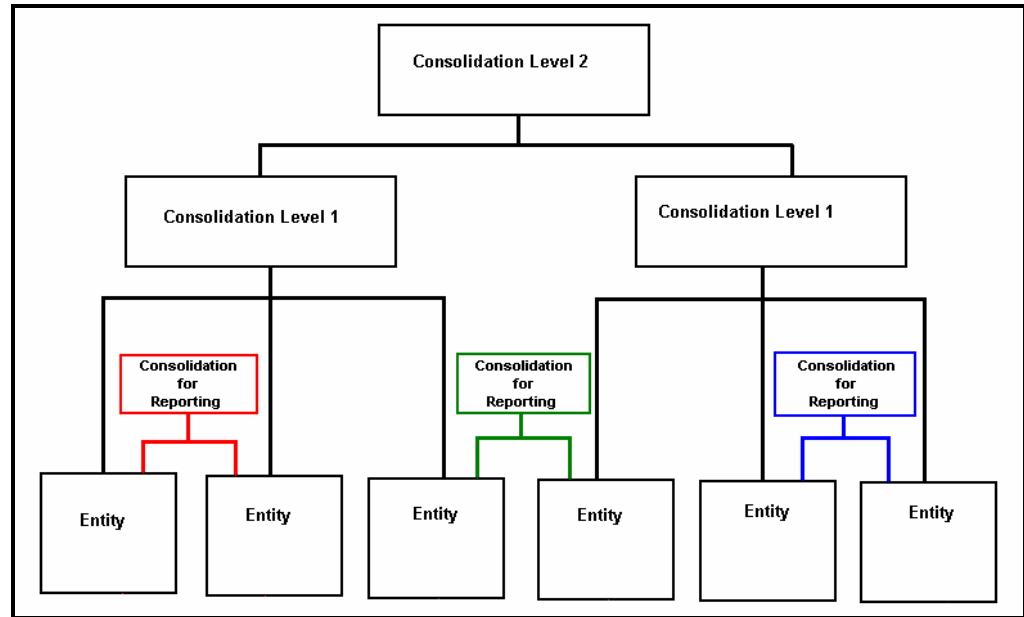 Consolidation Level 2
Consolidation Level 1
Consolidation Level 1
Consolidation
for
Reporting
Consolidation
for
Reporting
Consolidation
for
Reporting
Entity
Entity
Entity
Entity
Entity
Entity